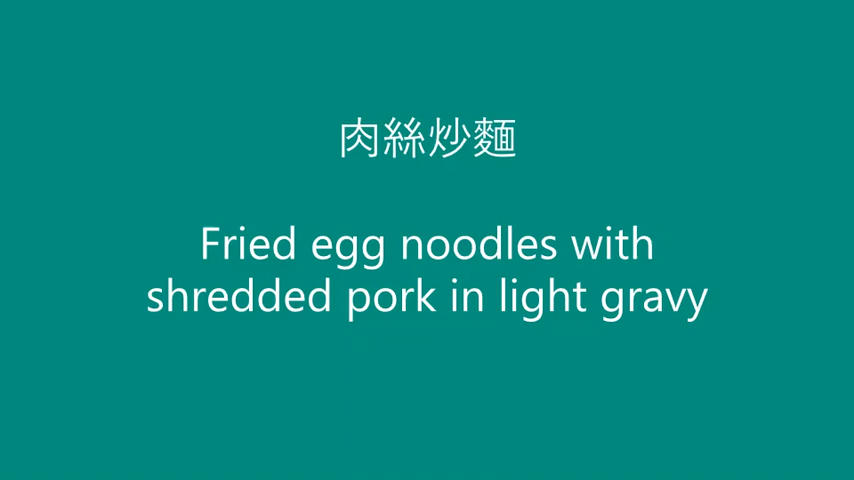 肉絲炒麵
Fried egg noodles with
shredded pork in light gravy